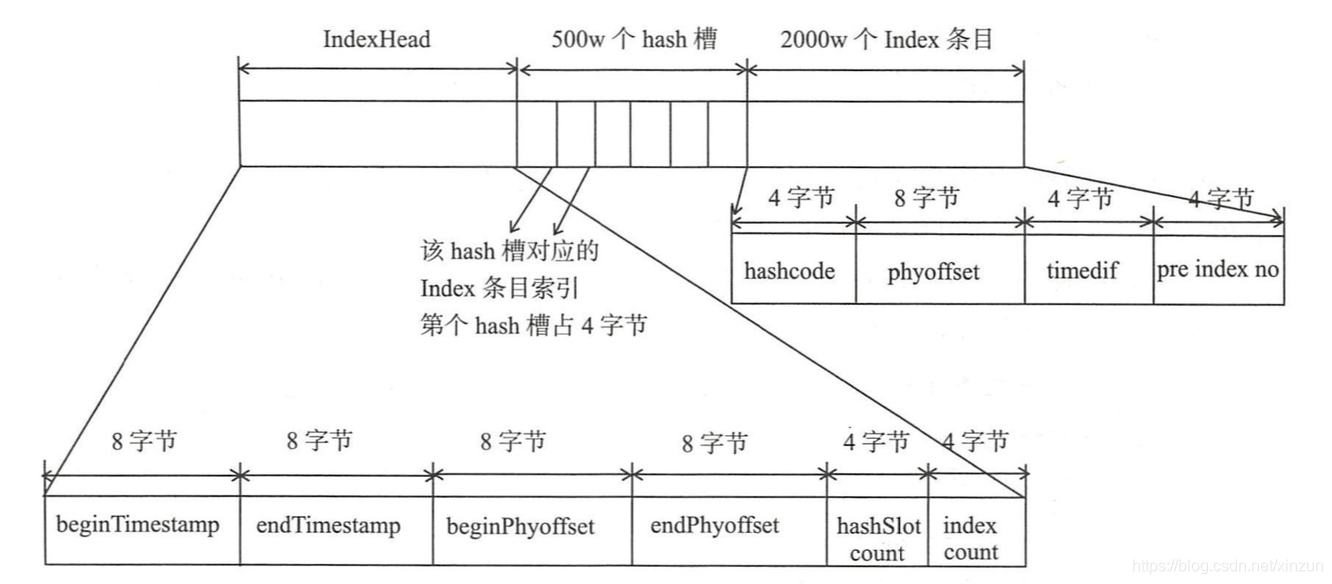 IndexHead
500w 个 hash 槽
2000w 个 Index 条目
4 字节
8 字节
4 字节
4 字节
hashcode
phyoffset
timedif
pre index no
该 hash 槽对应的
Index 条目索引
第个 hash 槽占 4 字节
8 字节
8 字节
8 字节
8 字节
4 字节
4 字节
beginTimestamp
endTimestamp
beginPhyoffset
endPhyoffset
hashSlot
count
index
count
https://blog.csdn.net/xinzun